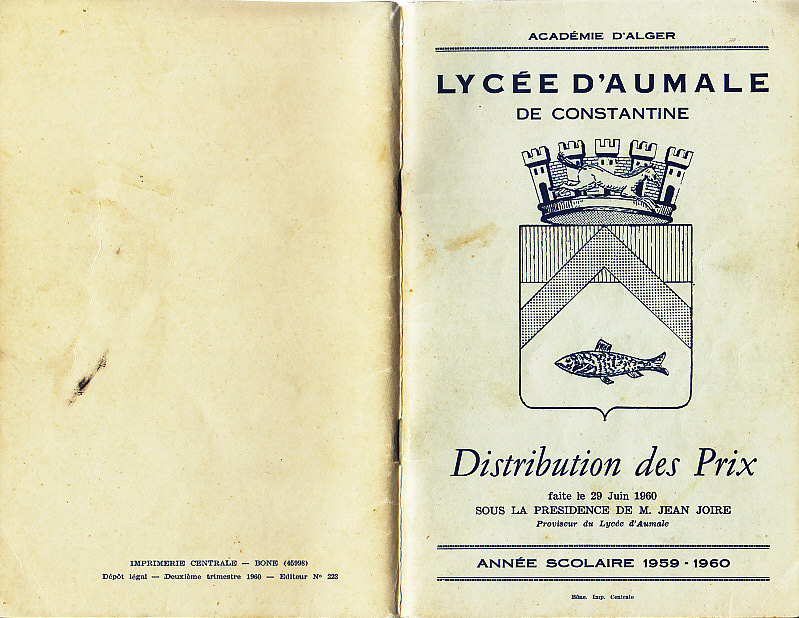 IMPRIMERIE CENTRALE — BONE (45998)
Dépôt légal — Deuxième trimestre 1960 — Editeur N° 223
ACADÉMIE D'ALGER
LYCÉE D'AUMALE
DE CONSTANTINE
Distribution des Prix
faite le 29 Juin 1960
SOUS LA PRESIDENCE DE M. JEAN JOIRE
Proviseur du Lycée d'Aumale
ANNÉE SCOLAIRE 1959 - 1960
Bône. Imp. Centrale